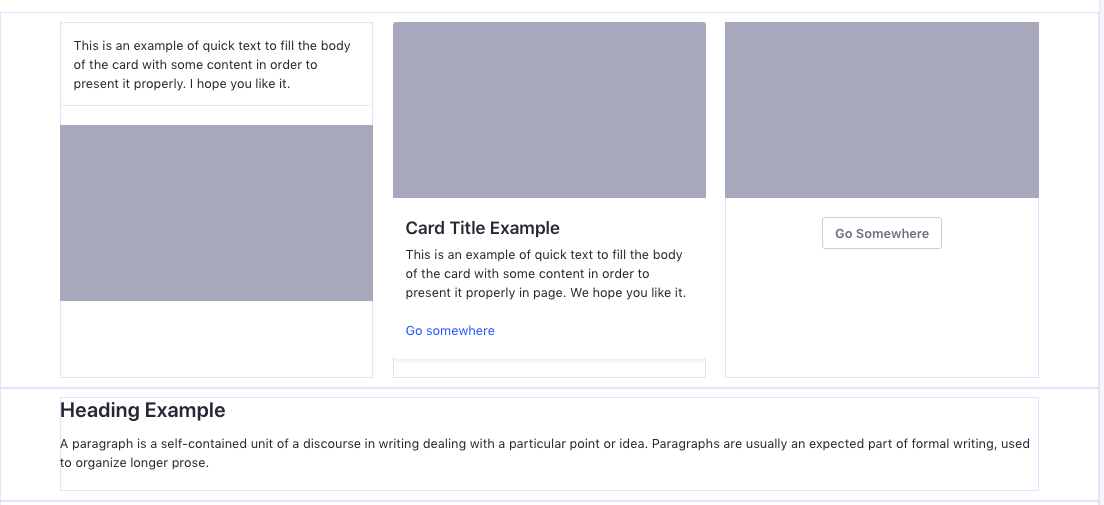 This is an example of quick text to fill the body
of the card with some content in order to
present it properly. I hope you like it.
Card Title Example
This is an example of quick text to fill the body
of the card with some content in order to
present it properly in page. We hope you like it.
Go somewhere
Go Somewhere
Heading Example
A paragraph is a self-contained unit of a discourse in writing dealing with a particular point or idea. Paragraphs are usually an expected part of formal writing, used
to organize longer prose.